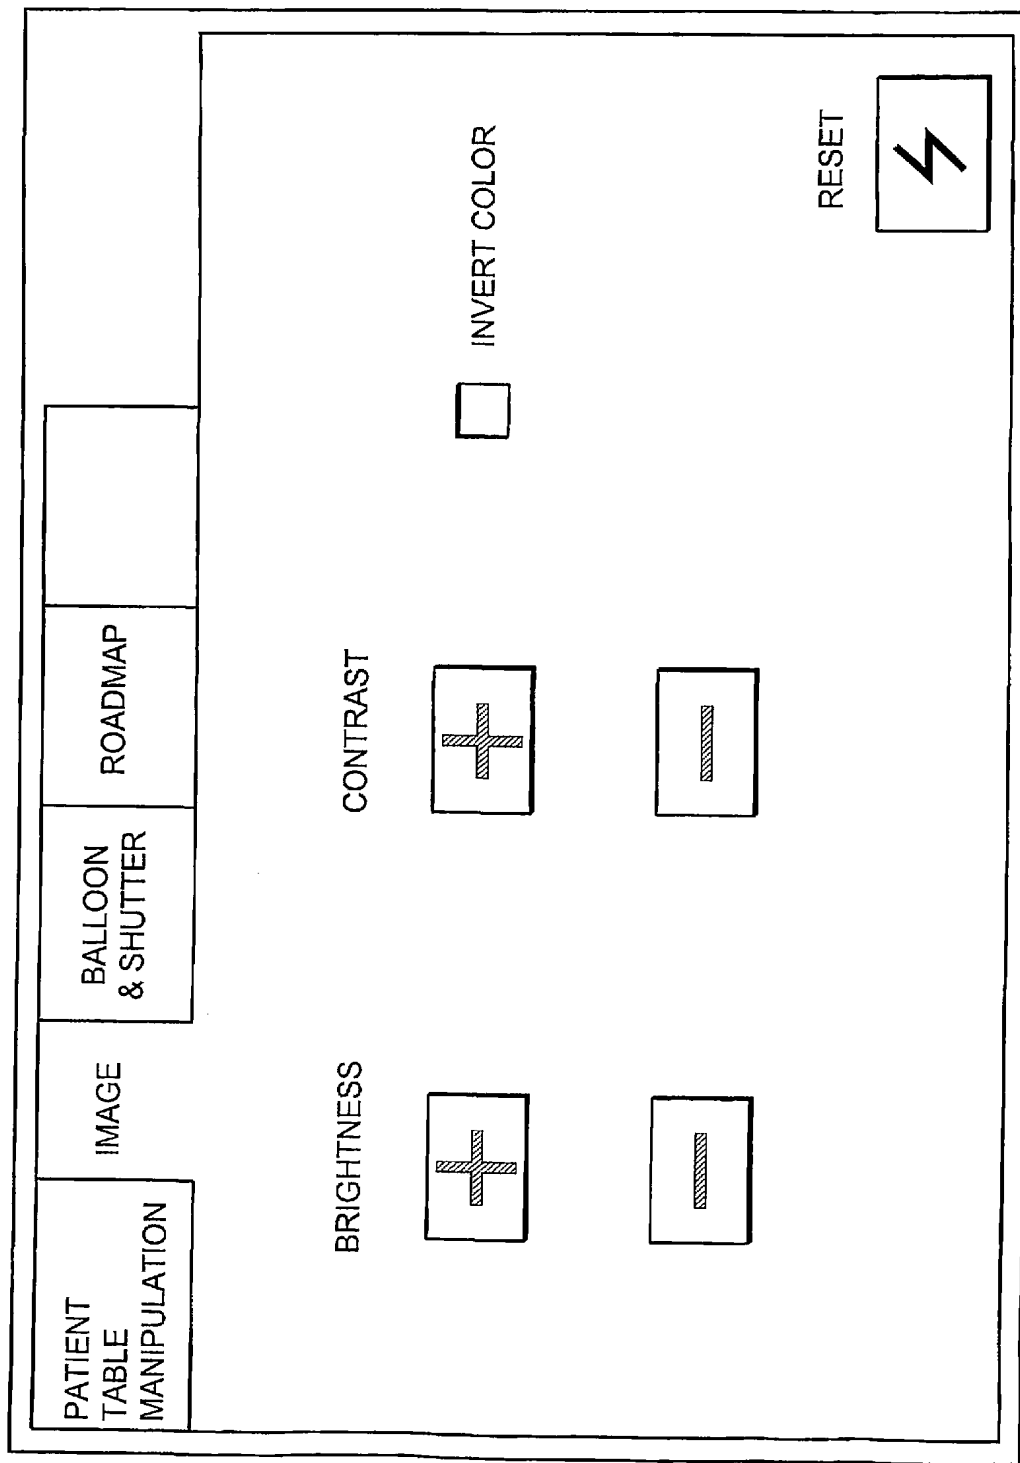 PATIENT
TABLE
MANIPULATION
IMAGE
BALLOON
& SHUTTER
ROADMAP
BRIGHTNESS
CONTRAST
INVERT COLOR
RESET